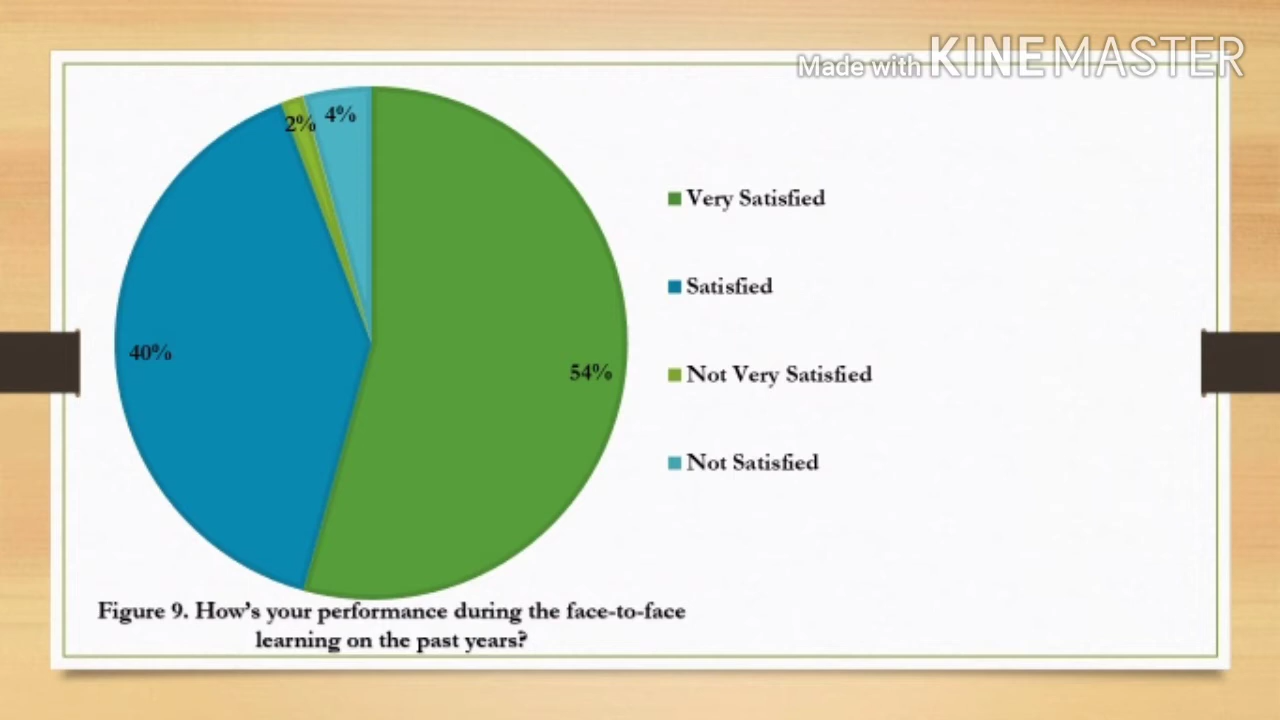 Made with KINEMASTER
2% 4%
Very Satisfied
Satisfied
40%
54%
Not Very Satisfied
Not Satisfied
Figure 9. How's your performance during the face-to-face
learning on the past years?